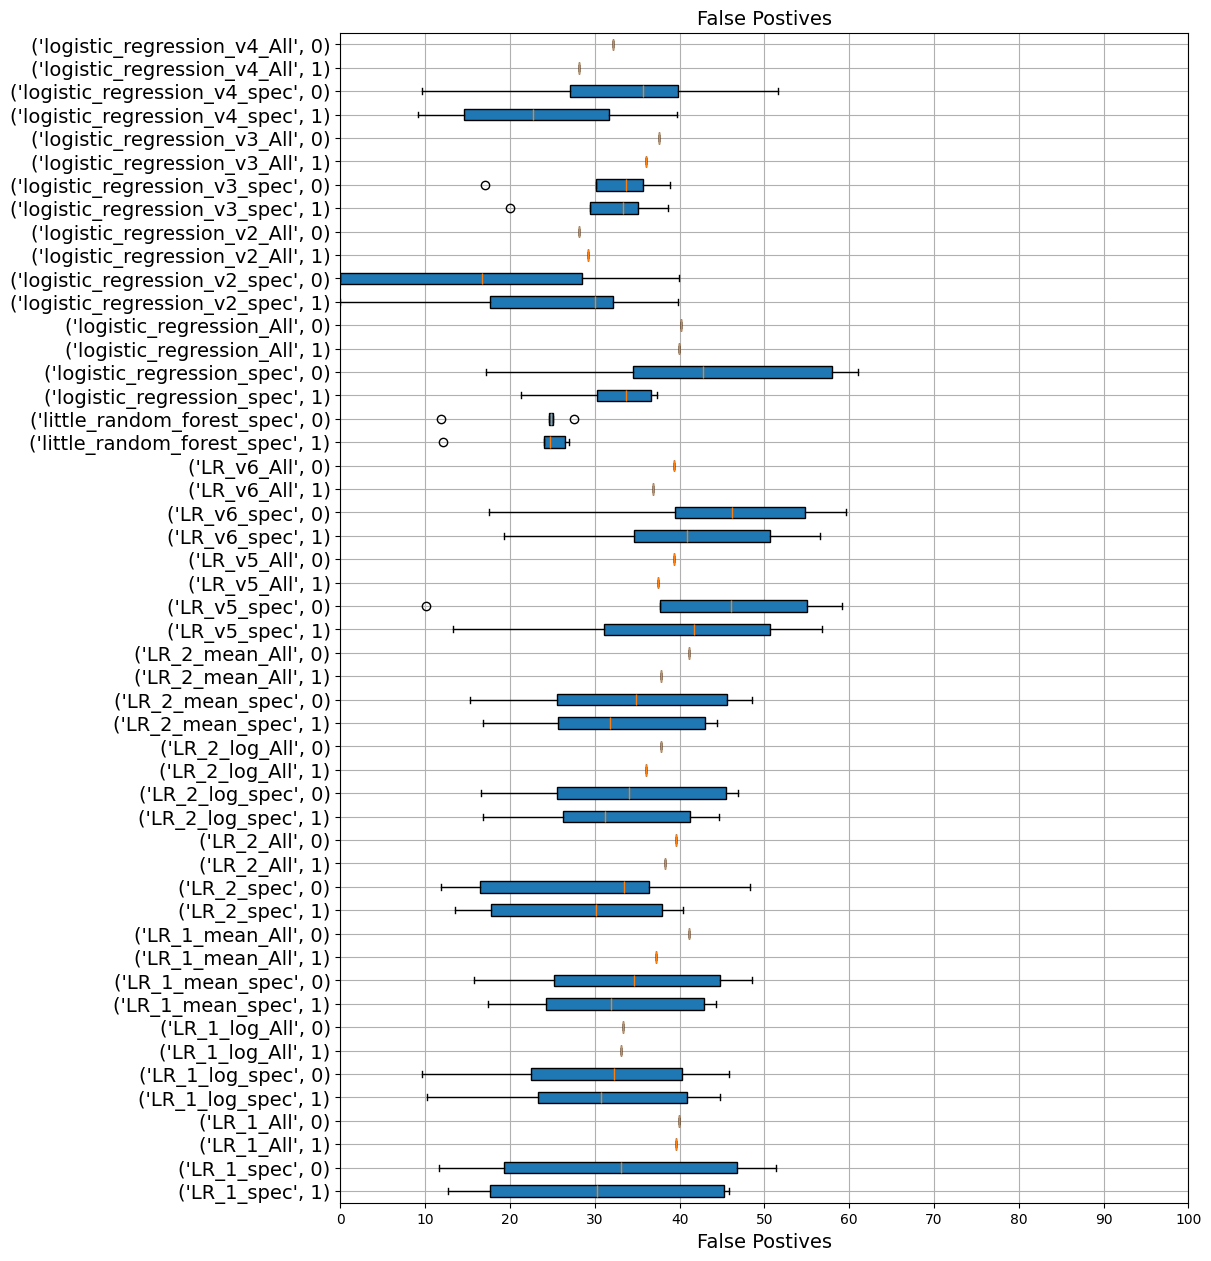 False Postives
('logistic_regression_v4_All', 0)
('logistic_regression_v4_All', 1)
('logistic_regression_v4_spec', 0)
('logistic_regression_v4_spec', 1)
('logistic_regression_v3_All', 0)
('logistic_regression_v3_All', 1)
('logistic_regression_v3_spec', 0)
('logistic_regression_v3_spec', 1)
('logistic_regression_v2_All', 0)
('logistic_regression_v2_All', 1)
('logistic_regression_v2_spec', 0)
('logistic_regression_v2_spec', 1)
('logistic_regression_All', 0)
('logistic_regression_All', 1)
('logistic_regression_spec', 0)
('logistic_regression_spec', 1)
('little_random_forest_spec', 0)
('little_random_forest_spec', 1)
('LR_v6_All', 0)
('LR_v6_All', 1)
('LR_v6_spec', 0)
('LR_v6_spec', 1)
('LR_v5_All', 0)
('LR_v5_All', 1)
('LR_v5_spec', 0)
('LR_v5_spec', 1)
('LR_2_mean_All', 0)
('LR_2_mean_All', 1)
('LR_2_mean_spec', 0)
('LR_2_mean_spec', 1)
('LR_2_log_All', 0)
('LR_2_log_All', 1)
('LR_2_log_spec', 0)
('LR_2_log_spec', 1)
('LR_2_All', 0)
('LR_2_All', 1)
('LR_2_spec', 0)
('LR_2_spec', 1)
('LR_1_mean_All', 0)
('LR_1_mean_All', 1)
('LR_1_mean_spec', 0)
('LR_1_mean_spec', 1)
('LR_1_log_All', 0)
('LR_1_log_All', 1)
('LR_1_log_spec', 0)
('LR_1_log_spec', 1)
('LR_1_All', 0)
('LR_1_All', 1)
('LR_1_spec', 0)
('LR_1_spec', 1)
0 10 20 30 40 50 60 70 80 90 100
False Postives